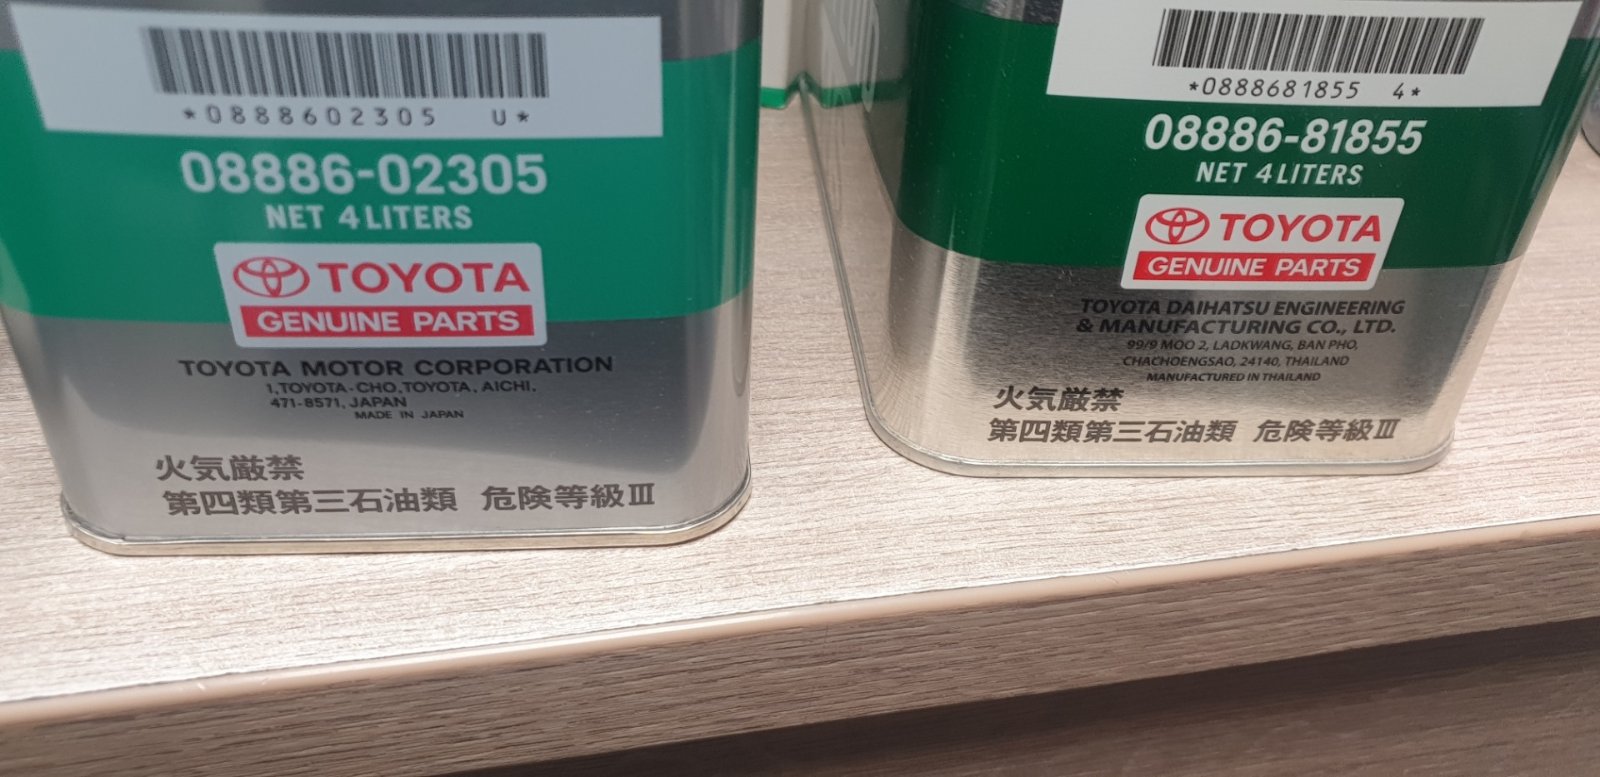 *0888602305 U*
08886-02305
NET 4 LITERS
TOYOTA
GENUINE PARTS
TOYOTA MOTOR CORPORATION
1,TOYOTA-CHO,TOYOTA, AICHI,
471-8571, JAPAN
MADE IN JAPAN
火気厳禁
第四類第三石油類 危険等級Ⅲ
*0888681855 4*
08886-81855
NET 4 LITERS
TOYOTA
GENUINE PARTS
TOYOTA DAIHATSU ENGINEERING
& MANUFACTURING CO., LTD.
99/9 MOO 2, LADKWANG, BAN PHO,
CHACHOENGSAO, 24140, THAILAND
MANUFACTURED IN THAILAND
火気厳禁
第四類第三石油類 危険等級Ⅲ